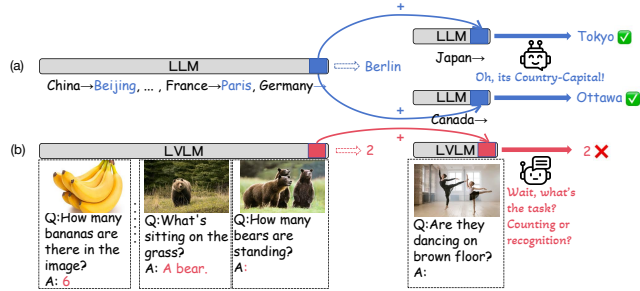 +
LLM
Tokyo
(a)
LLM
Berlin
Japan→
Oh, its Country-Capital!
China→Beijing, ... , France→Paris, Germany→
LLM
Ottawa
+
Canada→
(b)
LVLM
2
+
LVLM
2
Q:How many
bananas are
there in the
image?
A: 6
Q:What's
sitting on the
grass?
A: A bear.
Q:How many
bears are
standing?
A:
Q:Are they
dancing on
brown floor?
A:
Wait, what's
the task?
Counting or
recognition?